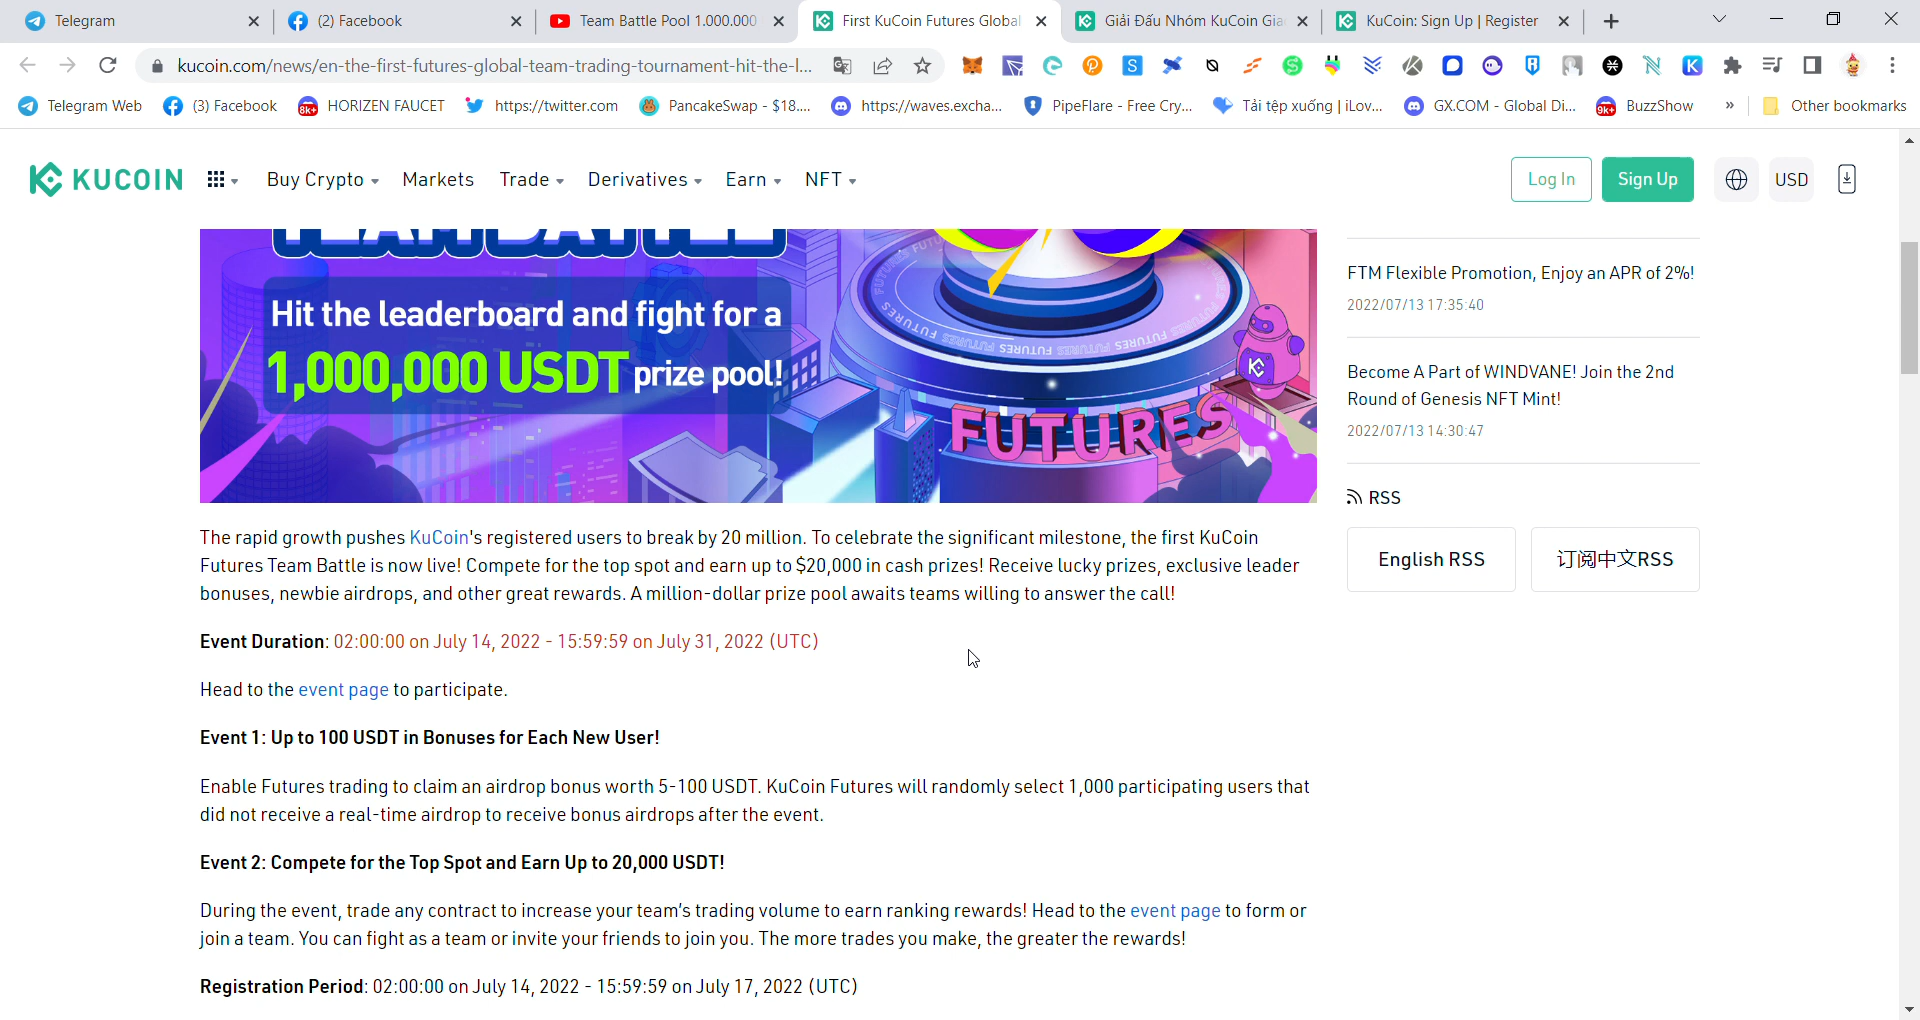 Telegram
(2) Facebook
Team Battle Pool 1.000.000
First KuCoin Futures Global
Giải Đấu Nhóm KuCoin Gia
KuCoin: Sign Up | Register
kucoin.com/news/en-the-first-futures-global-team-trading-tournament-hit-the-l...
Telegram Web
(3) Facebook
8k+
HORIZEN FAUCET
https://twitter.com
PancakeSwap - $18....
https://waves.excha...
PipeFlare - Free Cry...
Tải tệp xuống | iLov...
GX.COM - Global Di...
9k+
BuzzShow
»
Other bookmarks
KUCOIN
Buy Crypto
Markets
Trade
Derivatives
Earn
NFT
Log In
Sign Up
USD
Hit the leaderboard and fight for a
1,000,000 USDT prize pool!
FUTURES
FTM Flexible Promotion, Enjoy an APR of 2%!
2022/07/13 17:35:40
Become A Part of WINDVANE! Join the 2nd
Round of Genesis NFT Mint!
2022/07/13 14:30:47
RSS
English RSS
订阅中文RSS
The rapid growth pushes KuCoin's registered users to break by 20 million. To celebrate the significant milestone, the first KuCoin
Futures Team Battle is now live! Compete for the top spot and earn up to $20,000 in cash prizes! Receive lucky prizes, exclusive leader
bonuses, newbie airdrops, and other great rewards. A million-dollar prize pool awaits teams willing to answer the call!
Event Duration: 02:00:00 on July 14, 2022 - 15:59:59 on July 31, 2022 (UTC)
Head to the event page to participate.
Event 1: Up to 100 USDT in Bonuses for Each New User!
Enable Futures trading to claim an airdrop bonus worth 5-100 USDT. KuCoin Futures will randomly select 1,000 participating users that
did not receive a real-time airdrop to receive bonus airdrops after the event.
Event 2: Compete for the Top Spot and Earn Up to 20,000 USDT!
During the event, trade any contract to increase your team's trading volume to earn ranking rewards! Head to the event page to form or
join a team. You can fight as a team or invite your friends to join you. The more trades you make, the greater the rewards!
Registration Period: 02:00:00 on July 14, 2022 - 15:59:59 on July 17, 2022 (UTC)